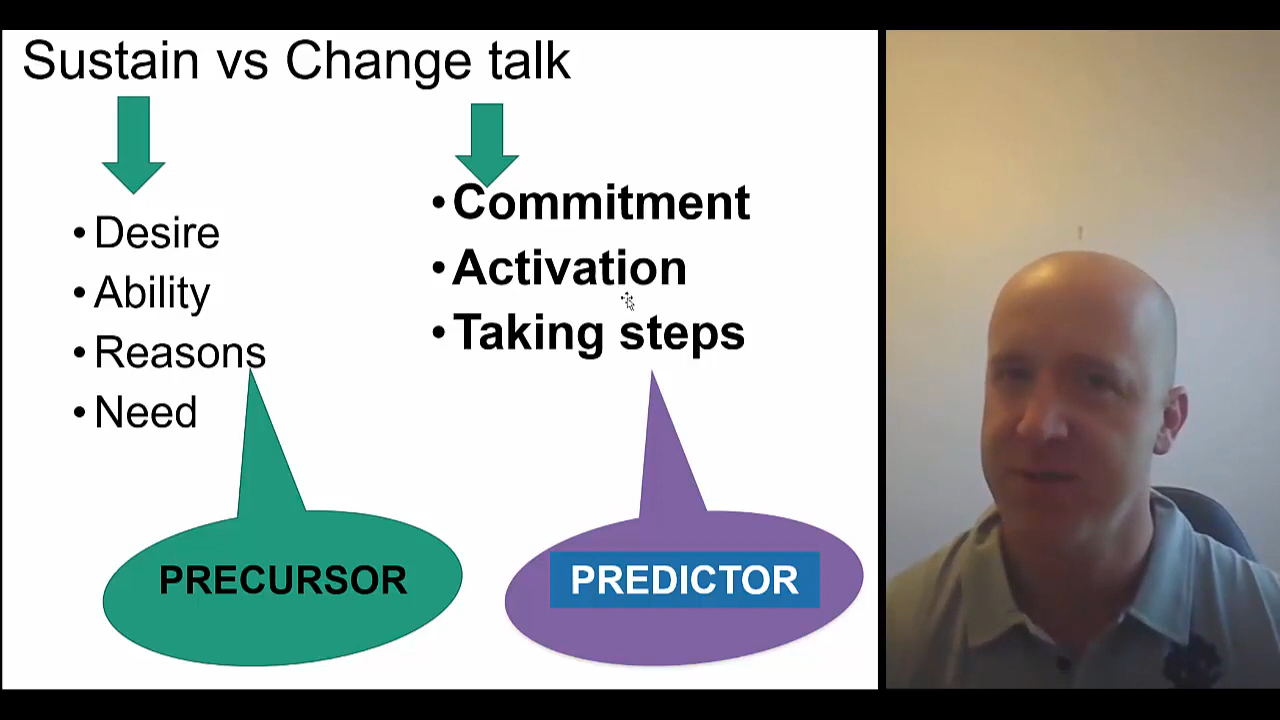 Sustain vs Change talk
• Desire
• Ability
• Reasons
• Need
• Commitment
• Activation
• Taking steps
PRECURSOR
PREDICTOR